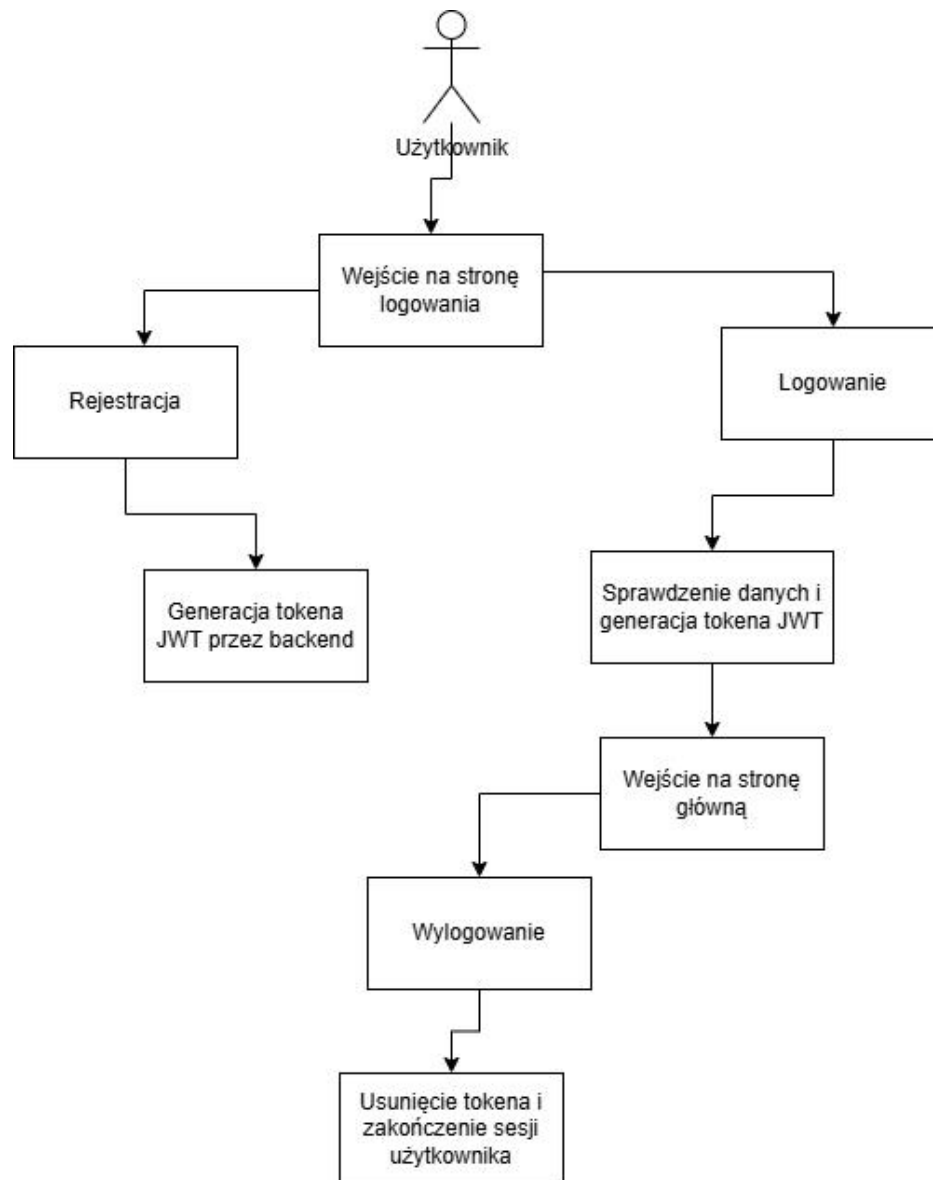 Użytkownik
Wejście na stronę
logowania
Rejestracja
Logowanie
Generacja tokena
JWT przez backend
Sprawdzenie danych i
generacja tokena JWT
Wejście na stronę
główną
Wylogowanie
Usunięcie tokena i
zakończenie sesji
użytkownika